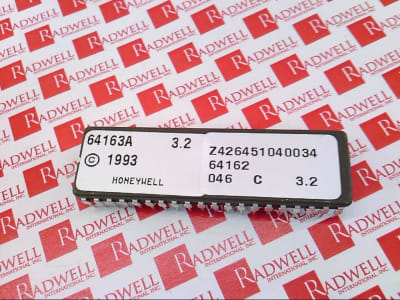 64163A 3.2
© 1993
HONEYWELL
Z426451040034
64162
046 C 3.2
RADWELL
INTERNATIONAL, INC.